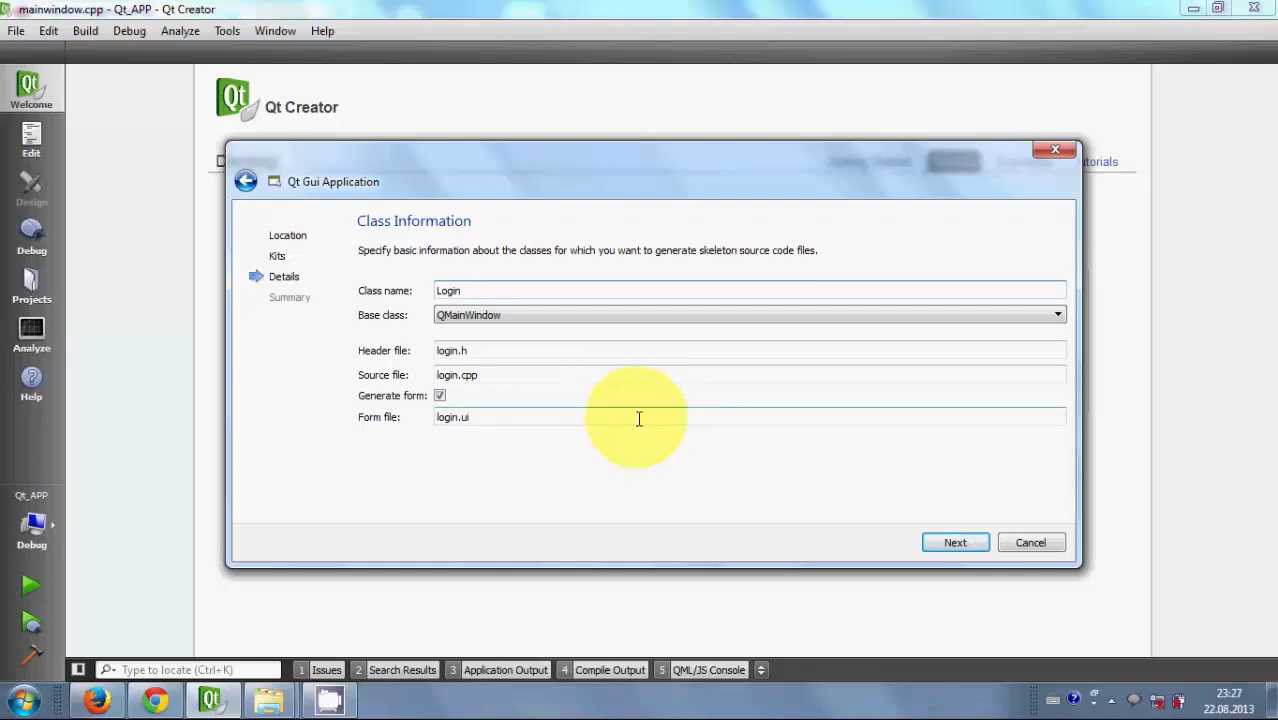 mainwindow.cpp - Qt_APP - Qt Creator
File Edit Build Debug Analyze Tools Window Help
Qt
Welcome
Edit
Design
Debug
Projects
Analyze
Help
Qt_APP
Debug
Qt Qt Creator
utorials
Qt Gui Application
Location
Kits
Details
Summary
Class Information
Specify basic information about the classes for which you want to generate skeleton source code files.
Class name: Login
Base class: QMainWindow
Header file: login.h
Source file: login.cpp
Generate form:
Form file: login.ui
Next Cancel
Type to locate (Ctrl+K) 1 Issues 2 Search Results 3 Application Output 4 Compile Output 5 QML/JS Console
Qt
23:27
22.08.2013